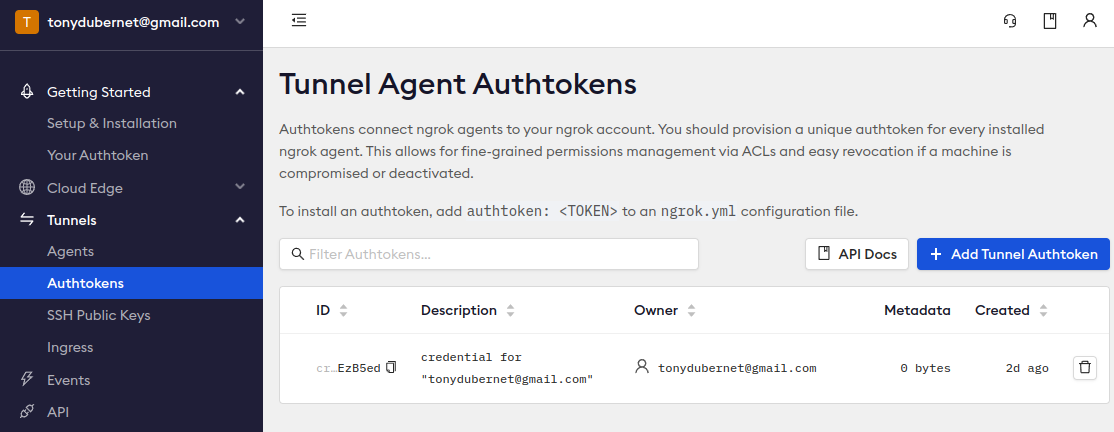 T tonydubernet@gmail.com
Getting Started
Setup & Installation
Your Authtoken
Cloud Edge
Tunnels
Agents
Authtokens
SSH Public Keys
Ingress
Events
API
Tunnel Agent Authtokens
Authtokens connect ngrok agents to your ngrok account. You should provision a unique authtoken for every installed
ngrok agent. This allows for fine-grained permissions management via ACLs and easy revocation if a machine is
compromised or deactivated.
To install an authtoken, add authtoken: <TOKEN> to an ngrok.yml configuration file.
Filter Authtokens...
API Docs
+ Add Tunnel Authtoken
ID Description Owner Metadata Created
cr…EzB5ed
credential for
"tonydubernet@gmail.com"
tonydubernet@gmail.com
0 bytes
2d ago